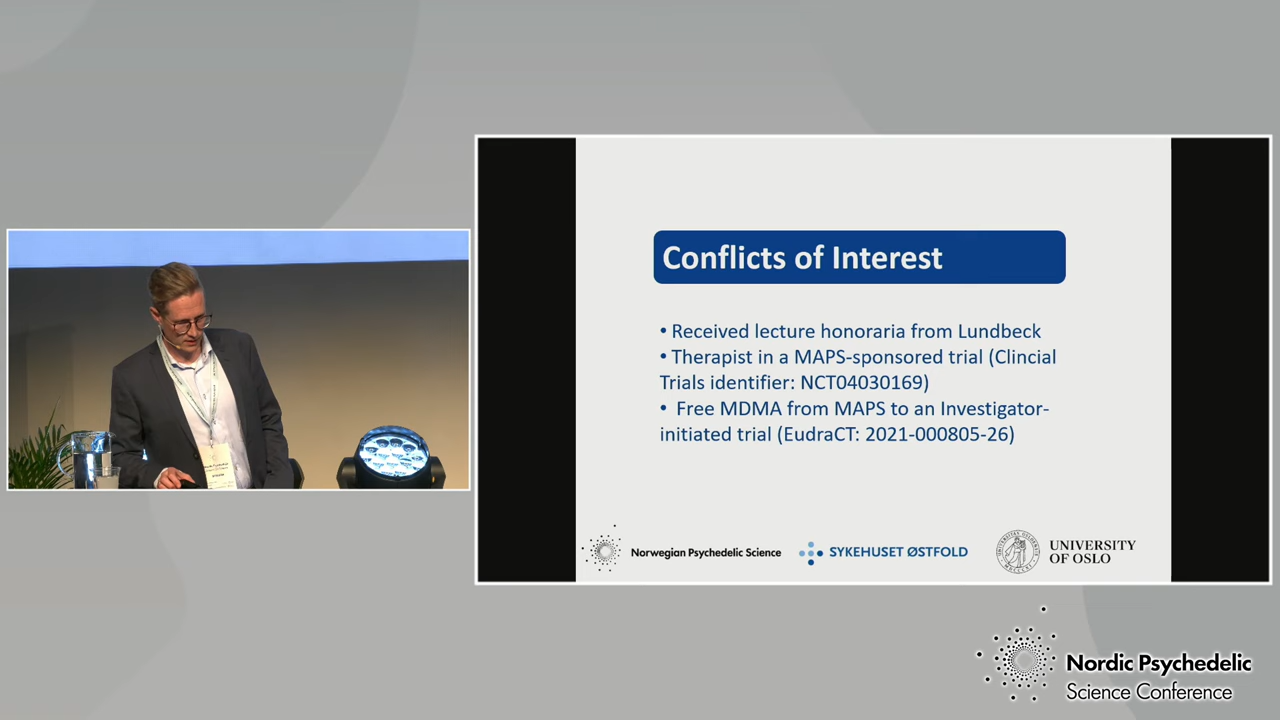 Conflicts of Interest
• Received lecture honoraria from Lundbeck
• Therapist in a MAPS-sponsored trial (Clincial
Trials identifier: NCT04030169)
• Free MDMA from MAPS to an Investigator-
initiated trial (EudraCT: 2021-000805-26)
Norwegian Psychedelic Science
SYKEHUSET ØSTFOLD
UNIVERSITY
OF OSLO
Nordic Psychedelic
Science Conference